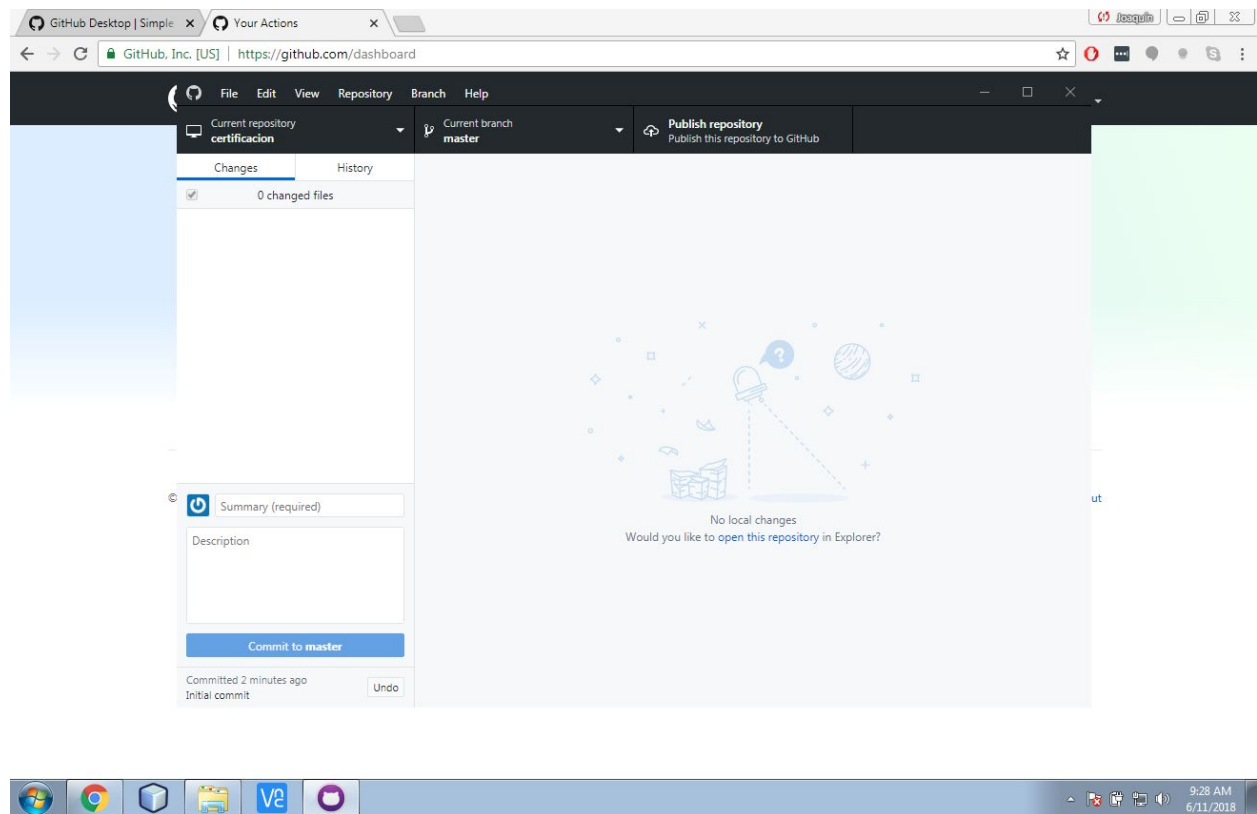 GitHub Desktop | Simple
Your Actions
Joaquín
GitHub, Inc. [US] | https://github.com/dashboard
File Edit View Repository Branch Help
Current repository
certificacion
Current branch
master
Publish repository
Publish this repository to GitHub
Changes History
0 changed files
No local changes
Would you like to open this repository in Explorer?
©
ut
Summary (required)
Description
Commit to master
Committed 2 minutes ago
Initial commit
Undo
9:28 AM
6/11/2018